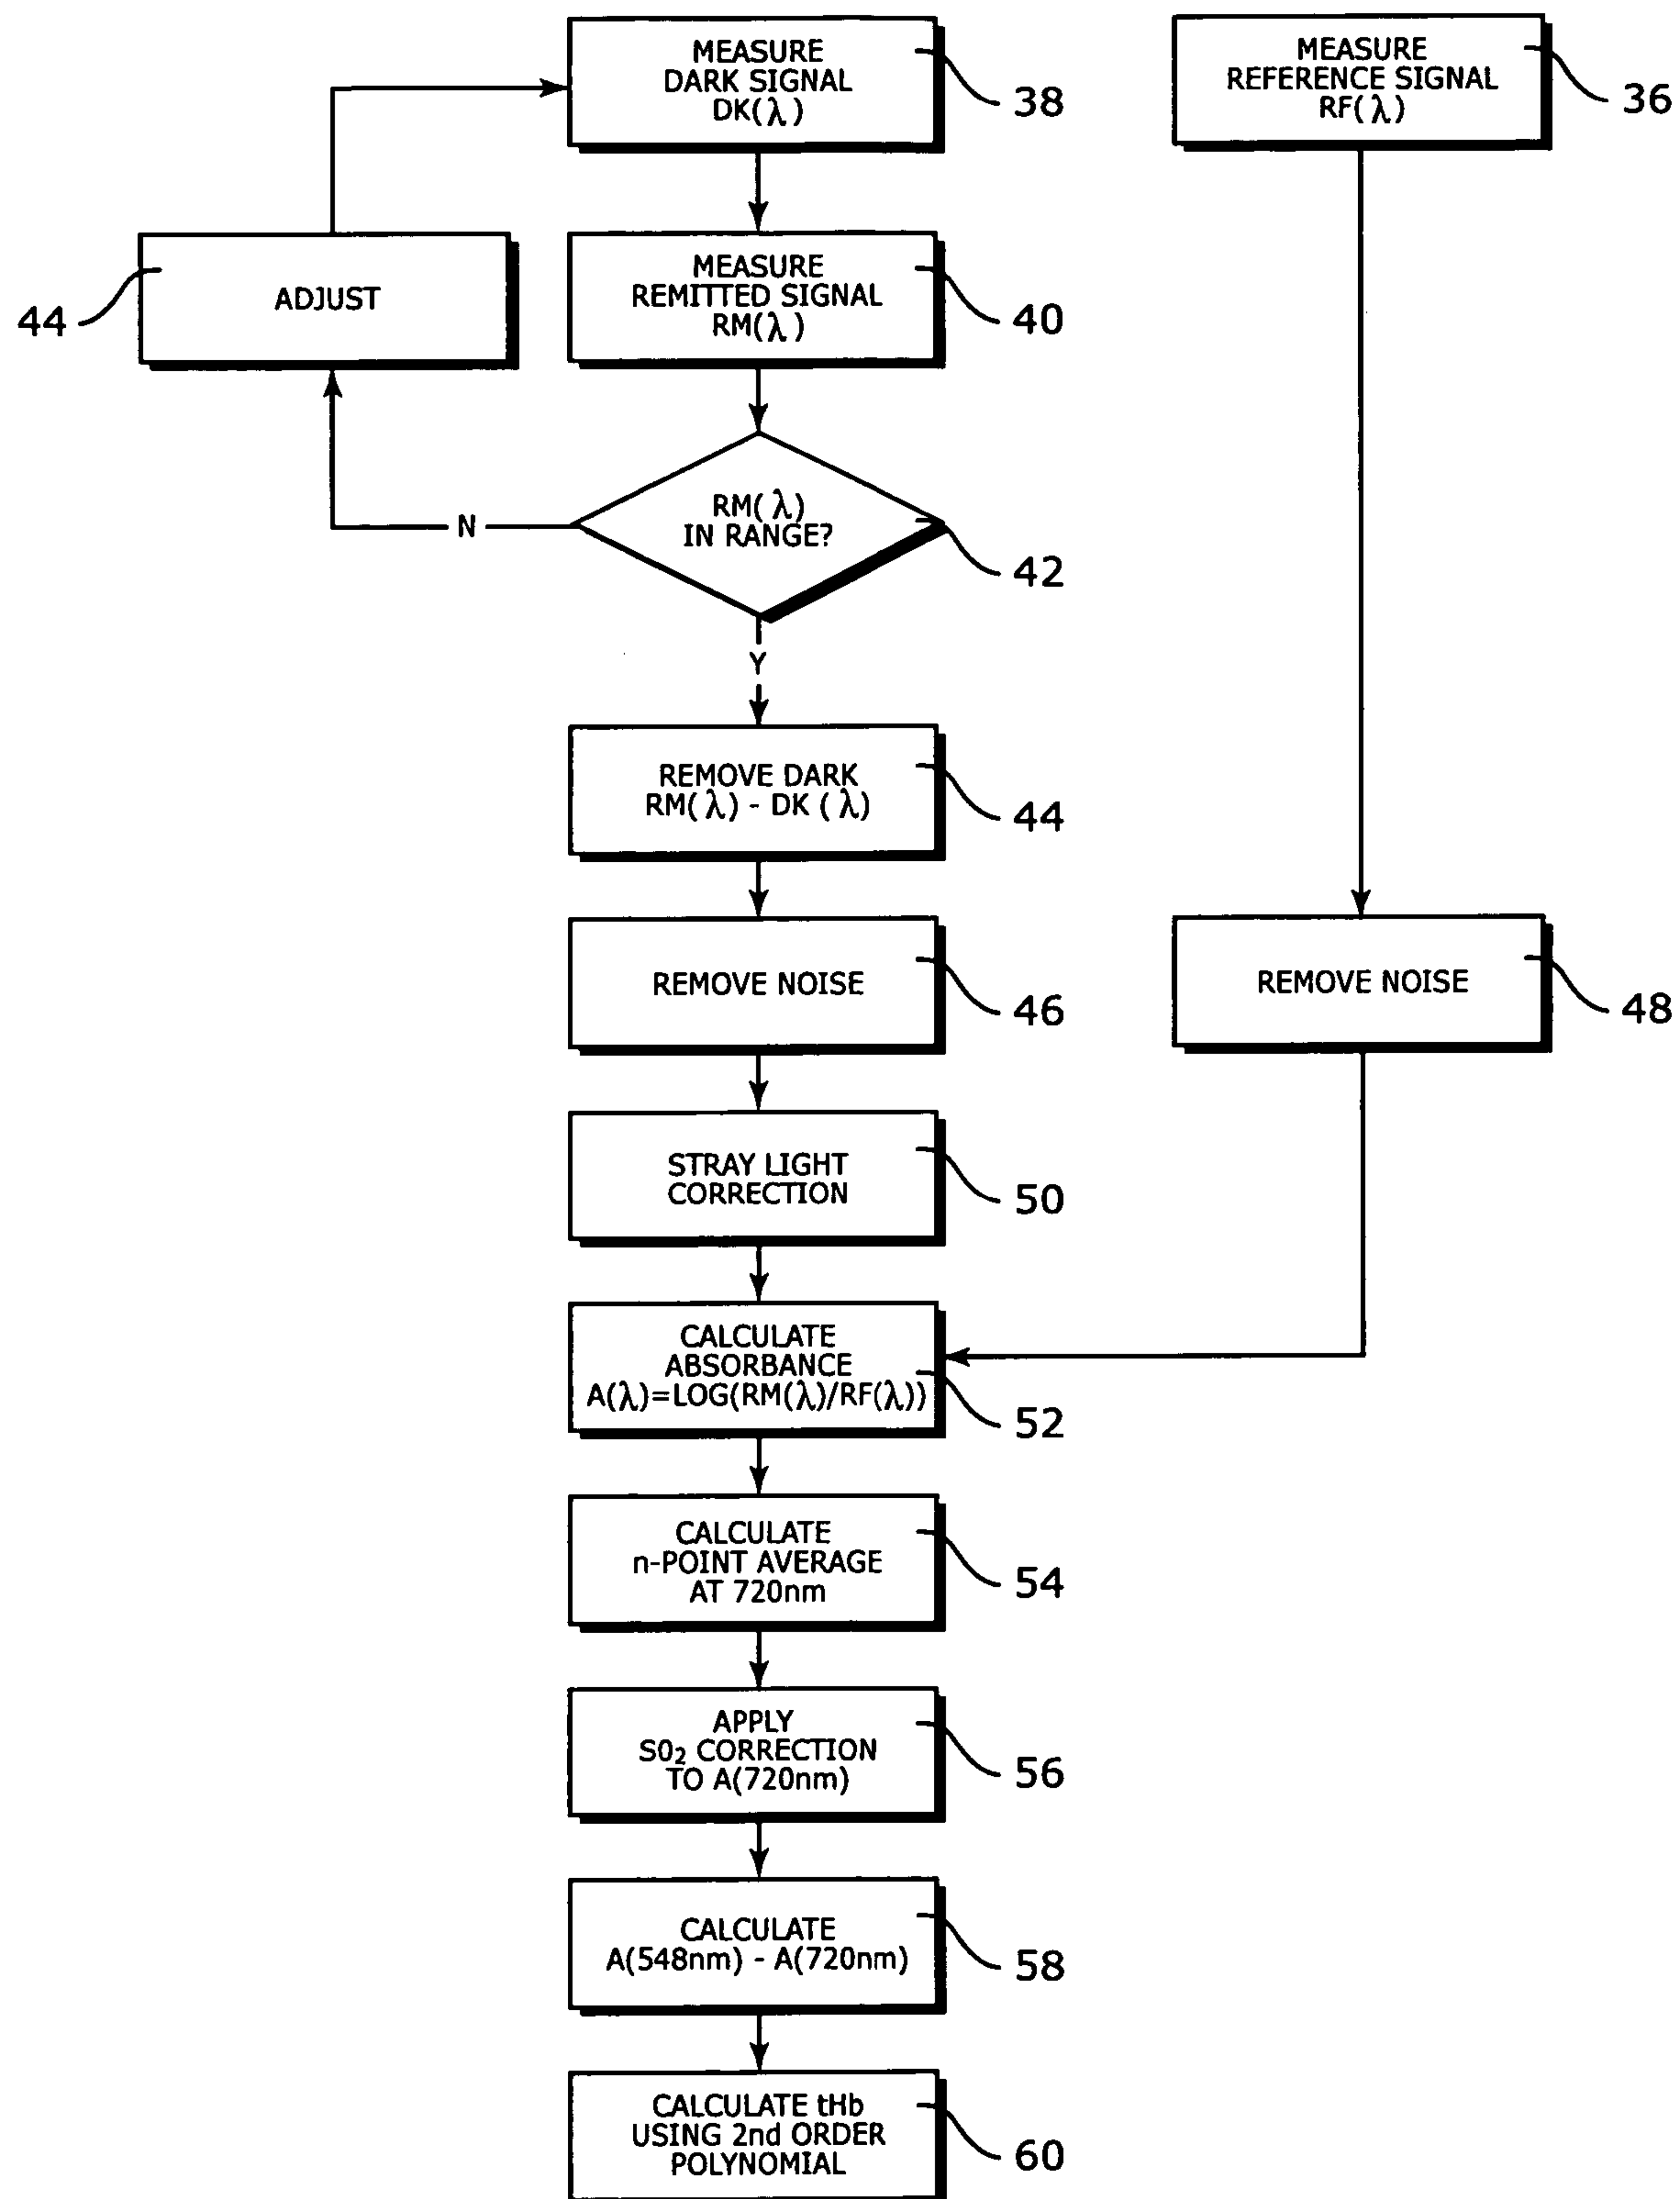 MEASURE
DARK SIGNAL
DK(λ)
38
MEASURE
REFERENCE SIGNAL
RF(λ)
36
ADJUST
44
MEASURE
REMITTED SIGNAL
RM(λ)
40
RM(λ)
IN RANGE?
42
N
Y
REMOVE DARK
RM(λ) - DK (λ)
44
REMOVE NOISE
46
REMOVE NOISE
48
STRAY LIGHT
CORRECTION
50
CALCULATE
ABSORBANCE
A(λ)=LOG(RM(λ)/RF(λ))
52
CALCULATE
n-POINT AVERAGE
AT 720nm
54
APPLY
SO₂ CORRECTION
TO A(720nm)
56
CALCULATE
A(548nm) - A(720nm)
58
CALCULATE tHb
USING 2nd ORDER
POLYNOMIAL
60